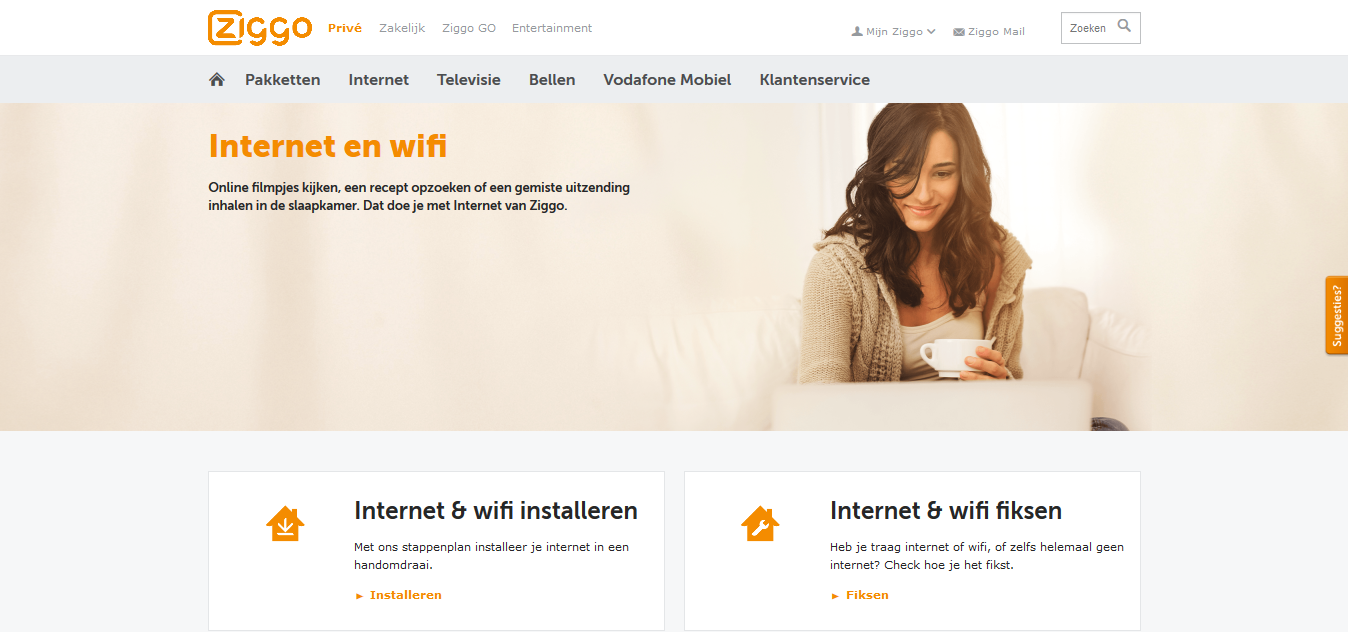 Ziggo
Privé
Zakelijk
Ziggo GO
Entertainment
Mijn Ziggo
Ziggo Mail
Zoeken
Pakketten
Internet
Televisie
Bellen
Vodafone Mobiel
Klantenservice
Internet en wifi
Online filmpjes kijken, een recept opzoeken of een gemiste uitzending
inhalen in de slaapkamer. Dat doe je met Internet van Ziggo.
Suggesties?
Internet & wifi installeren
Met ons stappenplan installeer je internet in een
handomdraai.
► Installeren
Internet & wifi fiksen
Heb je traag internet of wifi, of zelfs helemaal geen
internet? Check hoe je het fikst.
► Fiksen